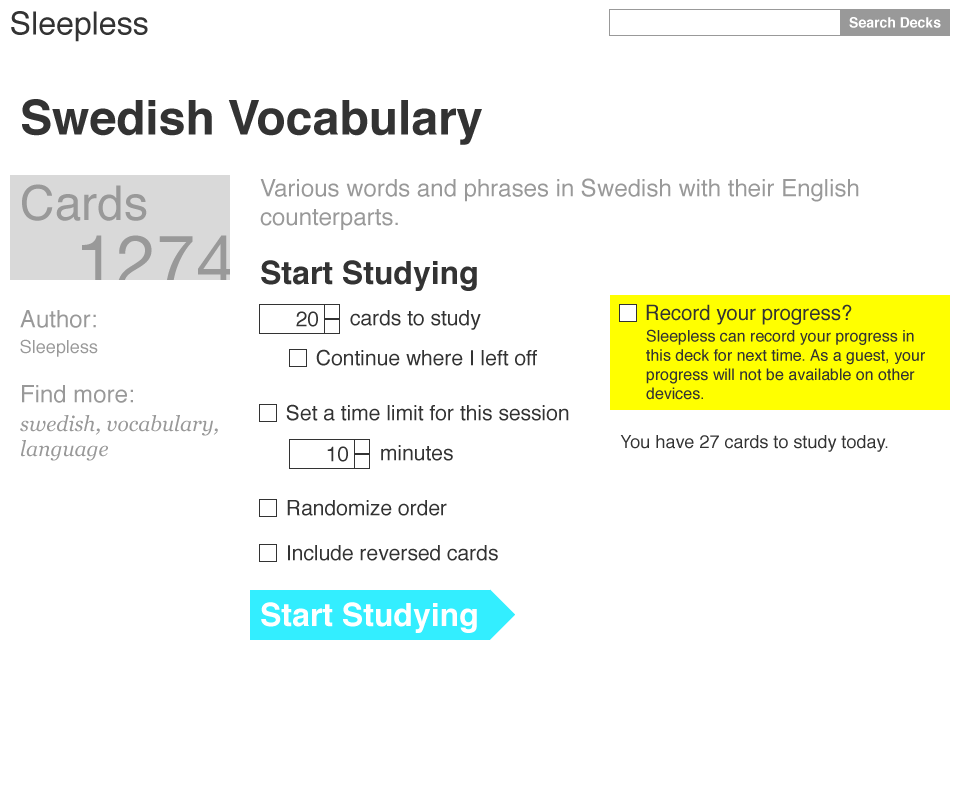 Sleepless
Search Decks
Swedish Vocabulary
Cards
1274
Author:
Sleepless
Find more:
swedish, vocabulary,
language
Various words and phrases in Swedish with their English
counterparts.
Start Studying
20 cards to study
Continue where I left off
Set a time limit for this session
10 minutes
Randomize order
Include reversed cards
Start Studying
Record your progress?
Sleepless can record your progress in
this deck for next time. As a guest, your
progress will not be available on other
devices.
You have 27 cards to study today.